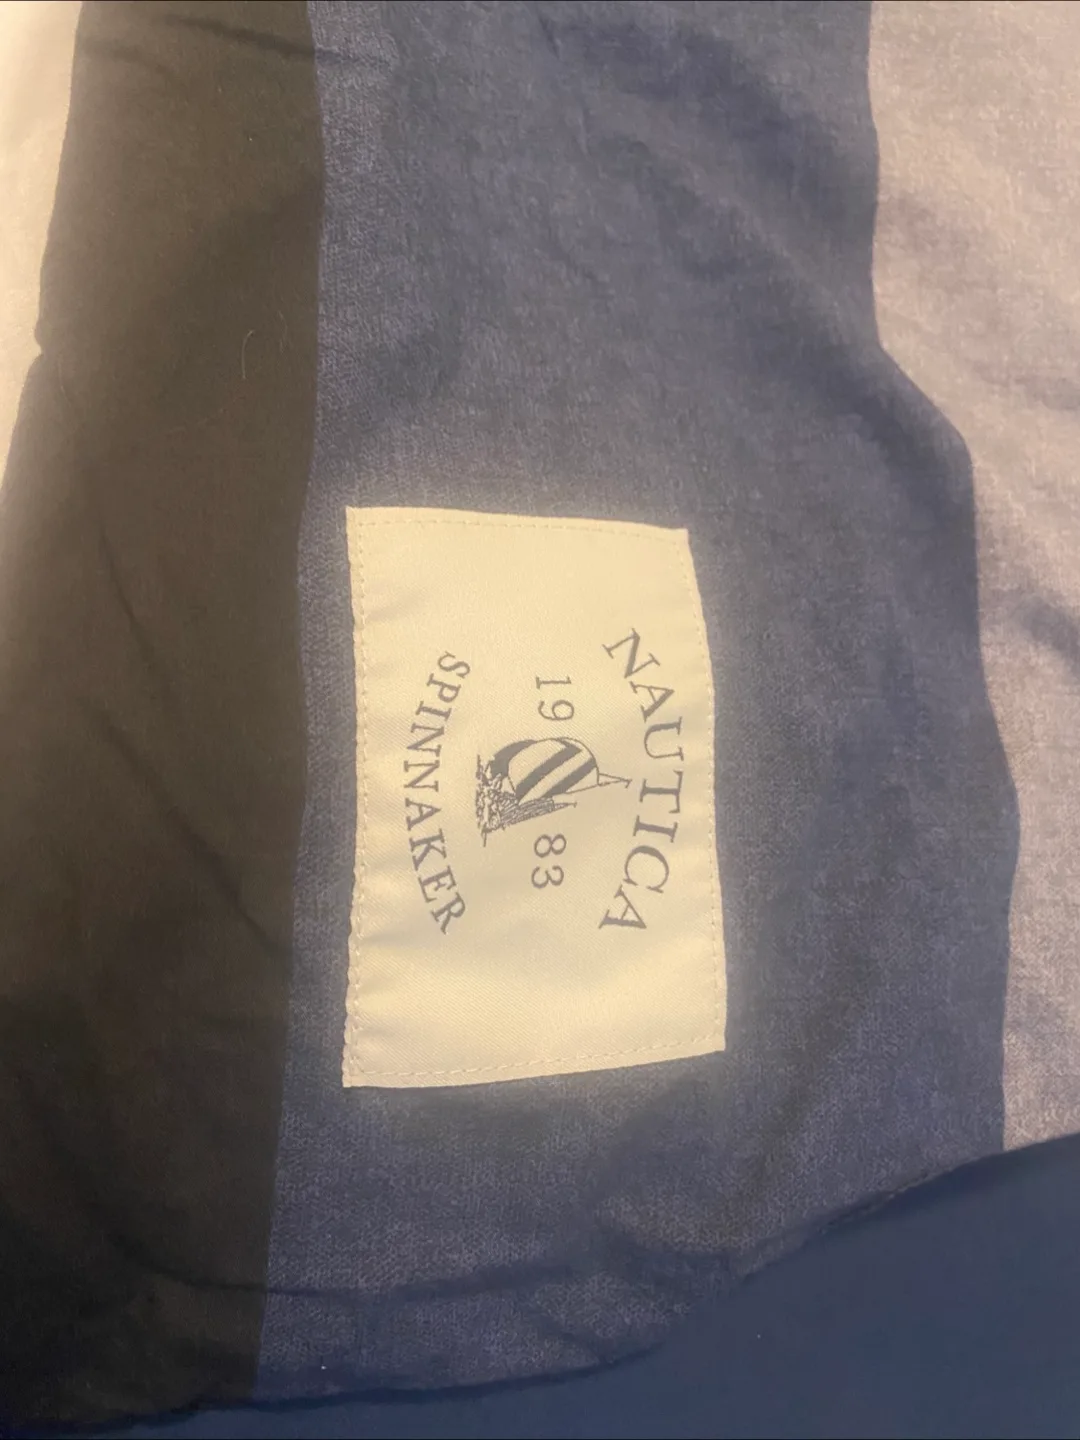 NAUTICA
19 83
SPINNAKER